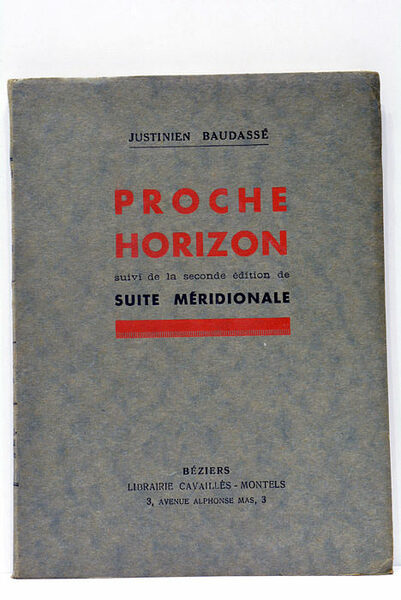 JUSTINIEN BAUDASSÉ
PROCHE
HORIZON
suivi de la seconde édition de
SUITE MÉRIDIONALE
BÉZIERS
LIBRAIRIE CAVAILLÈS - MONTELS
3, AVENUE ALPHONSE MAS, 3